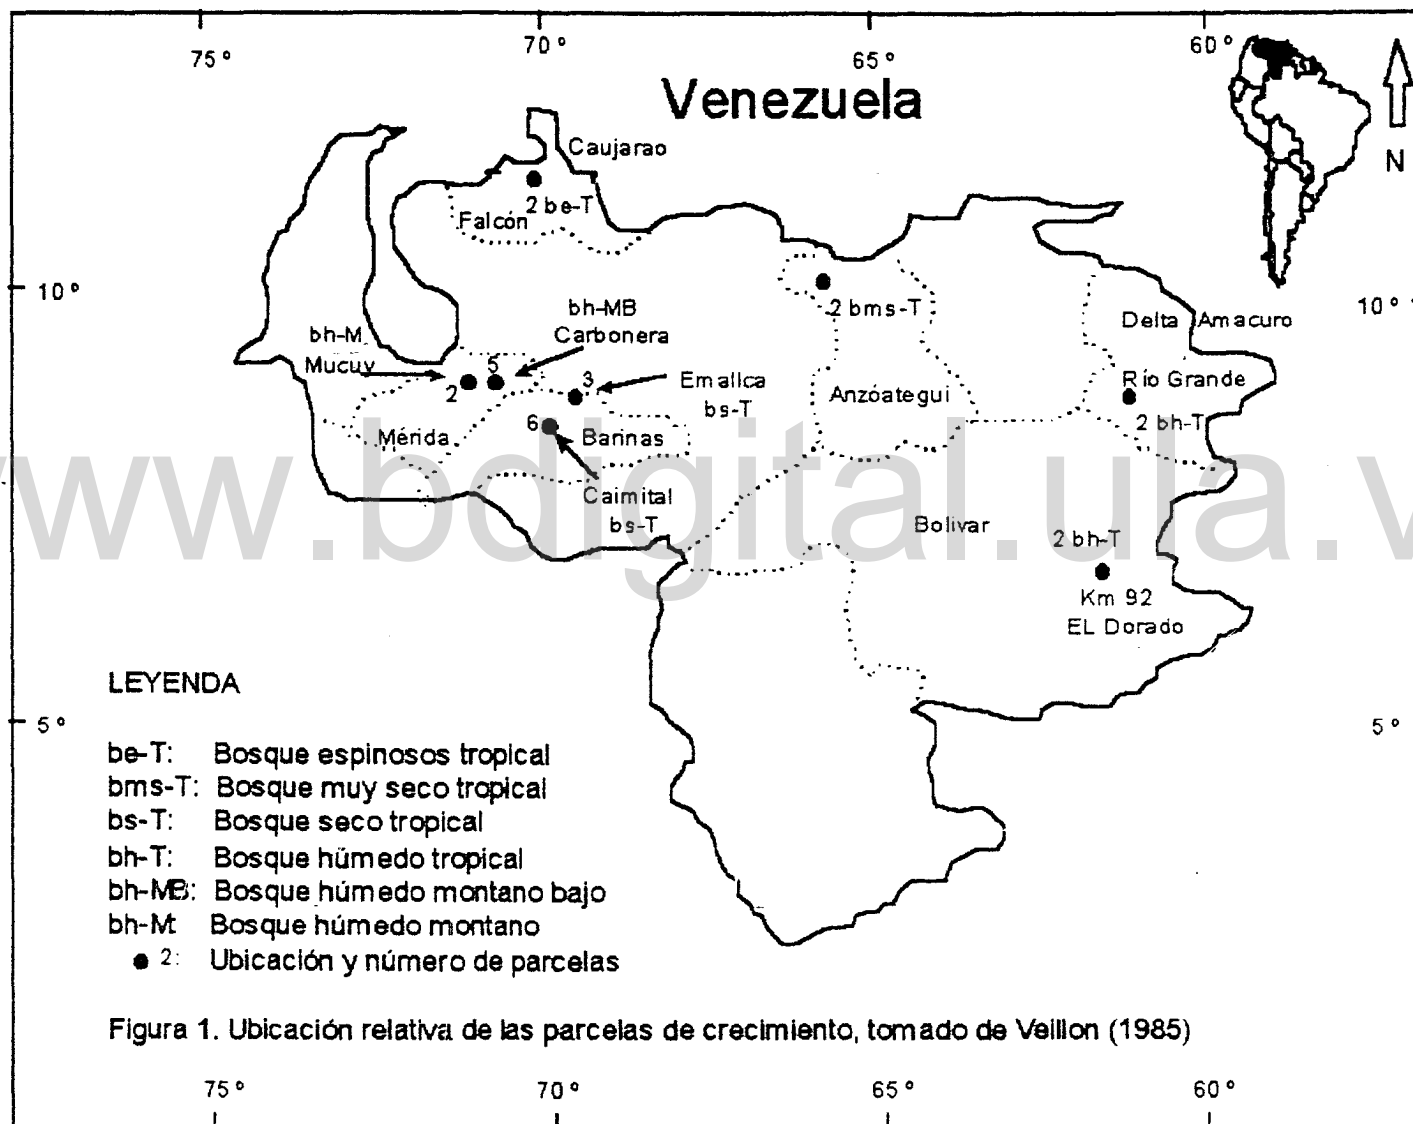 75° 70° 65° 60°
Venezuela
N
Caujarao
2 be-T
Falcón
10° 10°
2 bms-T
bh-MB
Carbonera
bh-M
Mucuy
Delta Amacuro
5
2
3
Emallca
bs-T
Río Grande
2 bh-T
Anzóategui
6
Mérida
Barinas
Caimital
bs-T
www.bdigital.ula.v
Bolivar
2 bh-T
Km 92
EL Dorado
LEYENDA
5° 5°
be-T: Bosque espinosos tropical
bms-T: Bosque muy seco tropical
bs-T: Bosque seco tropical
bh-T: Bosque húmedo tropical
bh-MB: Bosque húmedo montano bajo
bh-M: Bosque húmedo montano
2: Ubicación y número de parcelas
Figura 1. Ubicación relativa de las parcelas de crecimiento, tomado de Veillon (1985)
75° 70° 65° 60°